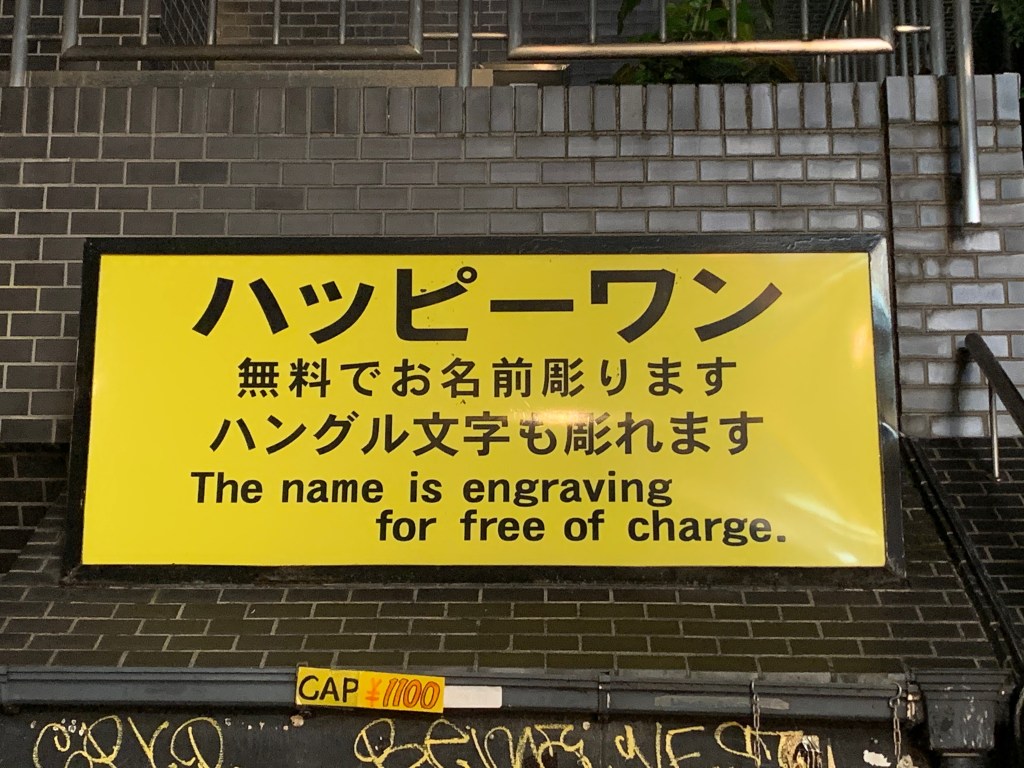 ハッピーワン
無料でお名前彫ります
ハングル文字も彫れます
The name is engraving
for free of charge.
CAP ¥1100